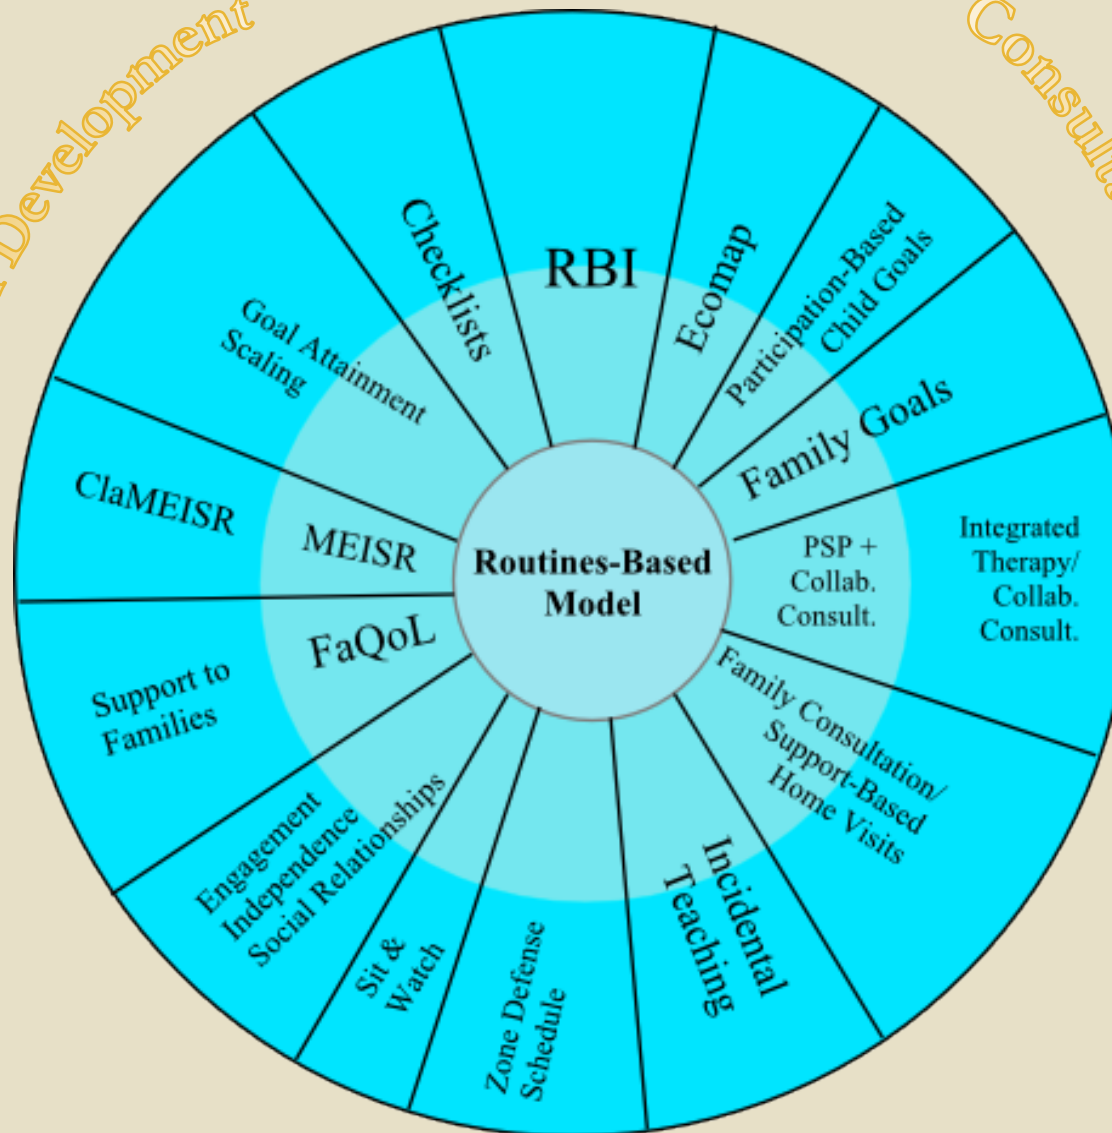 Development
RBI
Ecomap
Participation-Based
Child Goals
Family Goals
PSP +
Collab.
Consult.
Integrated
Therapy/
Collab.
Consult.
Family Consultation/
Support-Based
Home Visits
Incidental
Teaching
Zone Defense
Schedule
Sit &
Watch
Engagement
Independence
Social Relationships
FaQoL
Support to
Families
MEISR
ClaMEISR
Goal Attainment
Scaling
Checklists
Routines-Based
Model